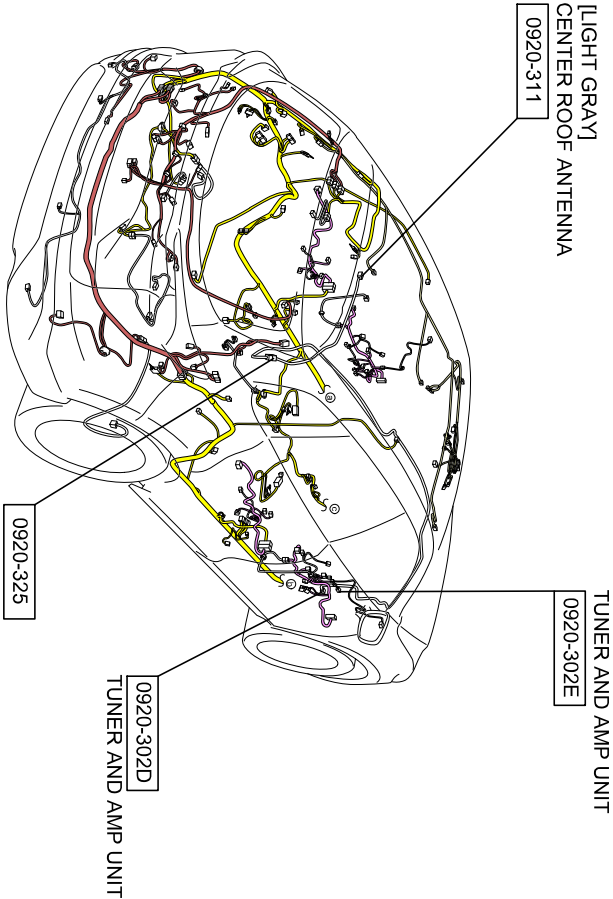 [LIGHT GRAY]
CENTER ROOF ANTENNA
0920-311
TUNER AND AMP UNIT
0920-302E
0920-325
0920-302D
TUNER AND AMP UNIT